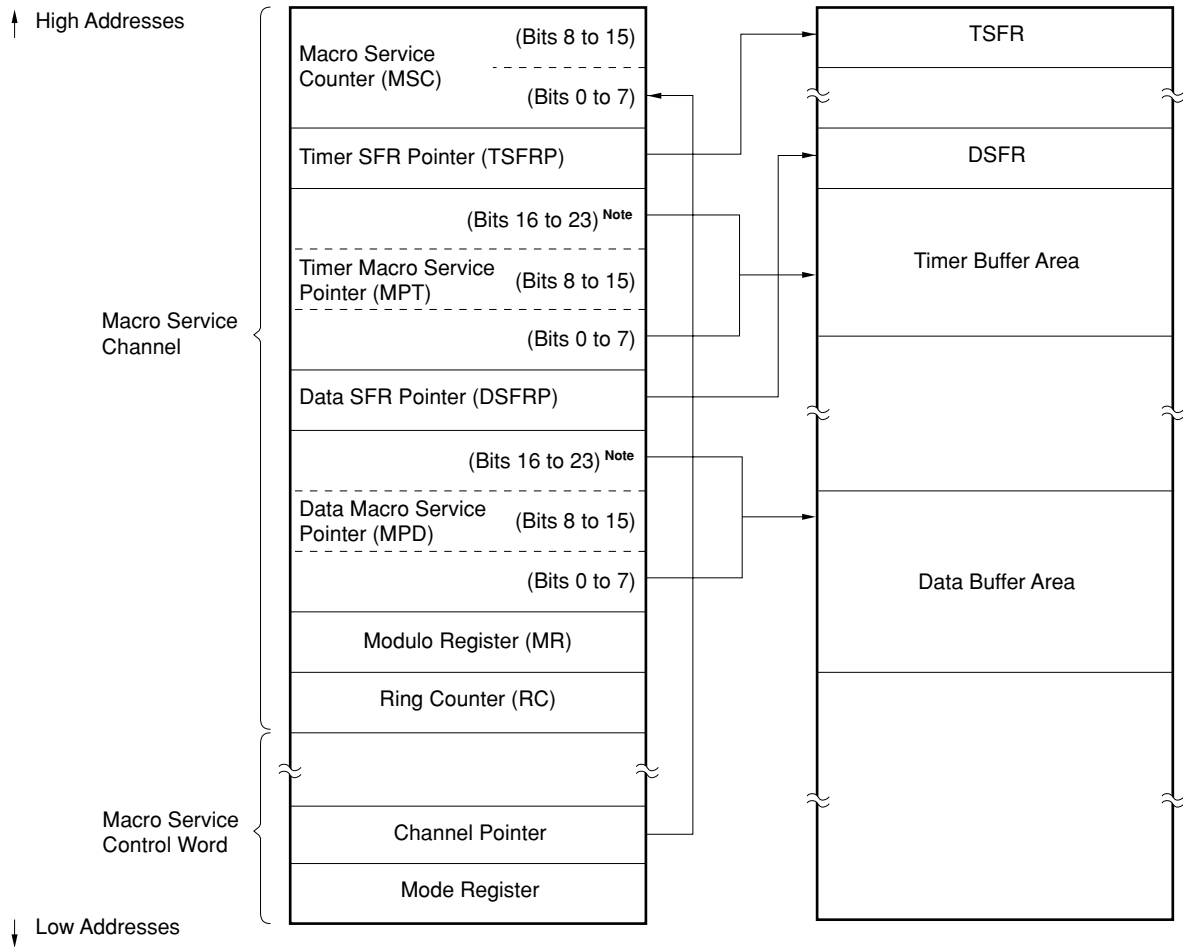 High Addresses
Macro Service
Counter (MSC)
(Bits 8 to 15)
(Bits 0 to 7)
Timer SFR Pointer (TSFRP)
(Bits 16 to 23) Note
Timer Macro Service
Pointer (MPT)
(Bits 8 to 15)
(Bits 0 to 7)
Data SFR Pointer (DSFRP)
(Bits 16 to 23) Note
Data Macro Service
Pointer (MPD)
(Bits 8 to 15)
(Bits 0 to 7)
Modulo Register (MR)
Ring Counter (RC)
Channel Pointer
Mode Register
Macro Service
Channel
Macro Service
Control Word
Low Addresses
TSFR
DSFR
Timer Buffer Area
Data Buffer Area